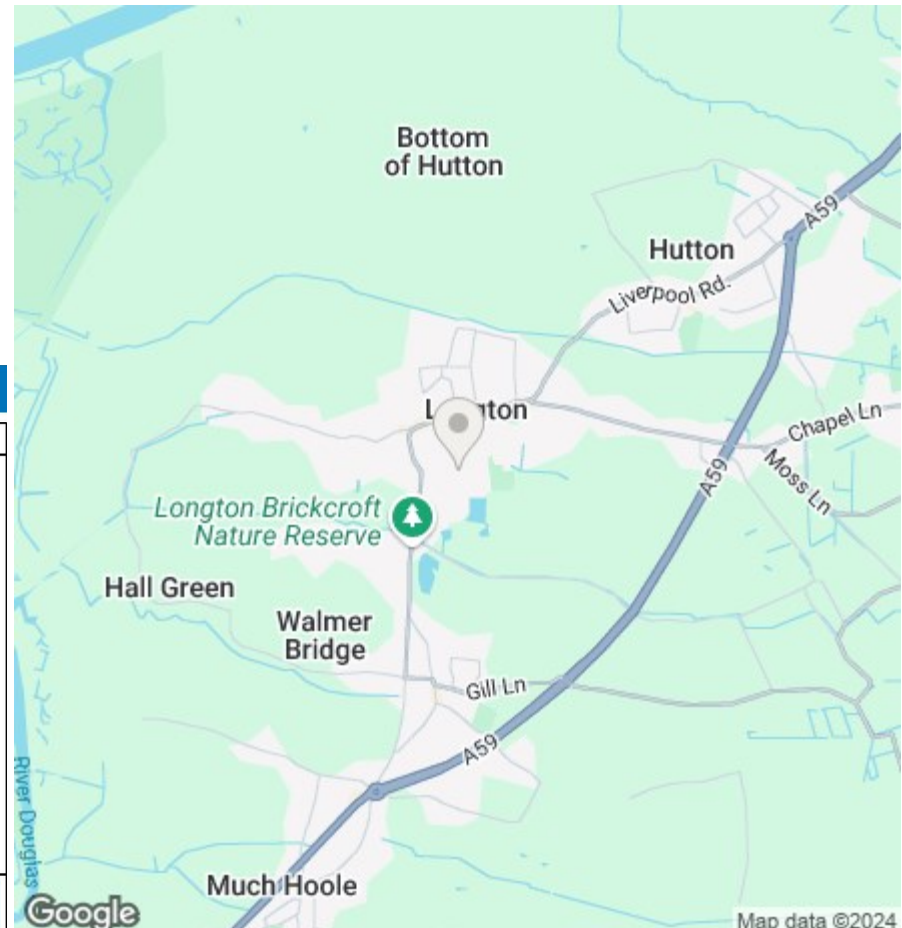 Bottom
of Hutton
A59
Hutton
Liverpool Rd.
Longton
Chapel Ln
A59
Moss Ln
Longton Brickcroft
Nature Reserve
Hall Green
Walmer
Bridge
Gill Ln
A59
River Douglas
Much Hoole
Google
Map data ©2024